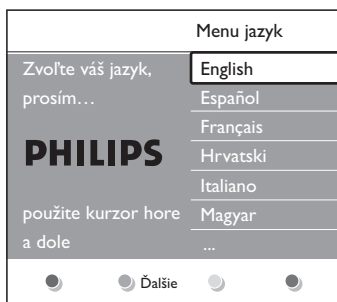 Menu jazyk
Zvoľte váš jazyk,
prosím…
PHILIPS
použite kurzor hore
a dole
English
Español
Français
Hrvatski
Italiano
Magyar
...
Ďalšie